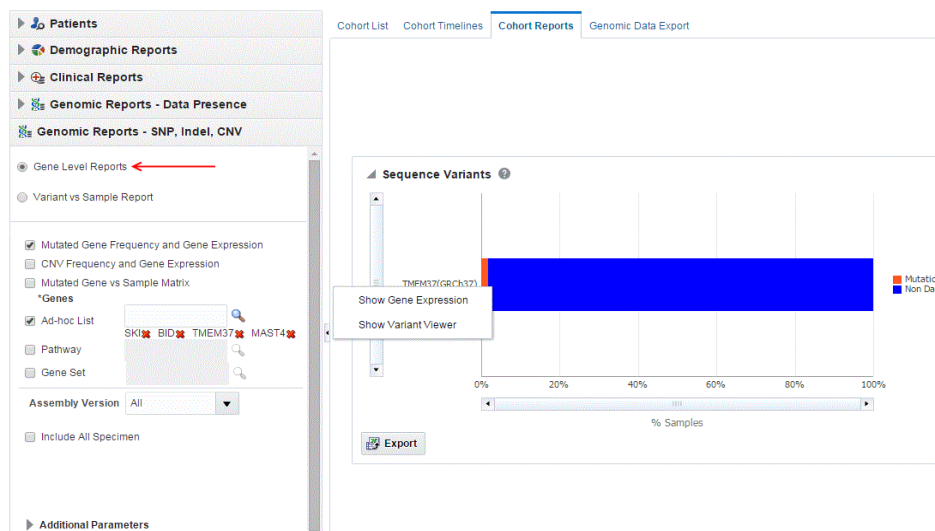 Patients
Demographic Reports
Clinical Reports
Genomic Reports - Data Presence
Genomic Reports - SNP, Indel, CNV
Gene Level Reports
Variant vs Sample Report
Mutated Gene Frequency and Gene Expression
CNV Frequency and Gene Expression
Mutated Gene vs Sample Matrix
*Genes
Ad-hoc List
SKI BID TMEM37 MAST4
Pathway
Gene Set
Assembly Version All
Include All Specimen
Additional Parameters
Cohort List Cohort Timelines Cohort Reports Genomic Data Export
Sequence Variants
TMEM37(GRCh37)
Show Gene Expression
Show Variant Viewer
0% 20% 40% 60% 80% 100%
% Samples
Mutatio
Non Da
Export